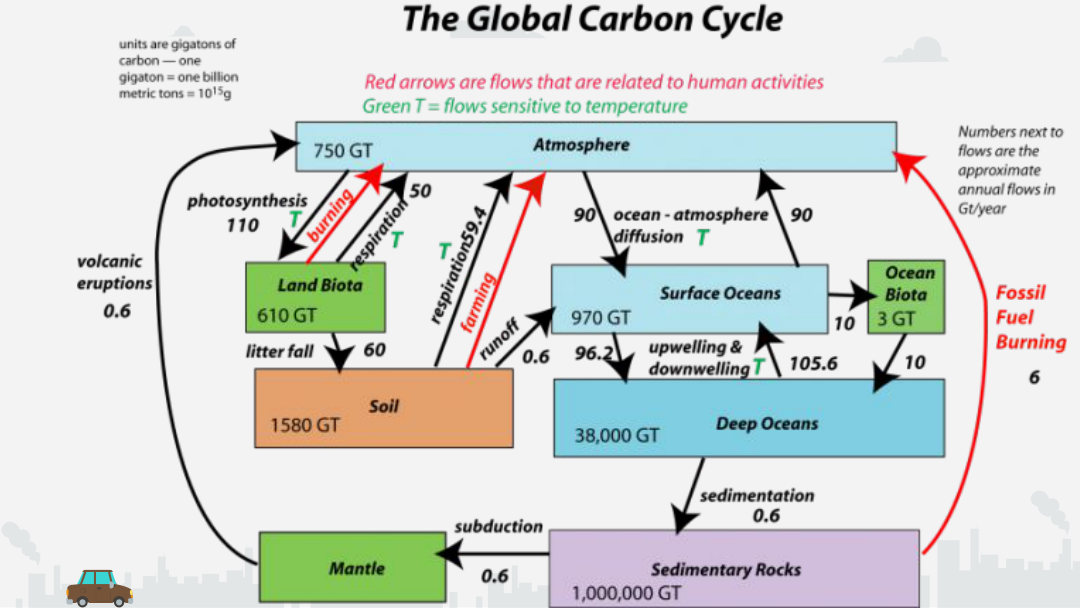 The Global Carbon Cycle
units are gigatons of
carbon — one
gigaton = one billion
metric tons = 10¹⁵g
Red arrows are flows that are related to human activities
Green T = flows sensitive to temperature
Numbers next to
flows are the
approximate
annual flows in
Gt/year
Atmosphere
750 GT
photosynthesis
110
T
burning
respiration
50
T
T
respiration
59.4
farming
90
ocean - atmosphere
diffusion T
90
volcanic
eruptions
0.6
Land Biota
610 GT
Surface Oceans
970 GT
Ocean
Biota
3 GT
10
Fossil
Fuel
Burning
6
litter fall
60
runoff
0.6
96.2
upwelling &
downwelling T
105.6
10
Soil
1580 GT
Deep Oceans
38,000 GT
sedimentation
0.6
subduction
0.6
Mantle
Sedimentary Rocks
1,000,000 GT